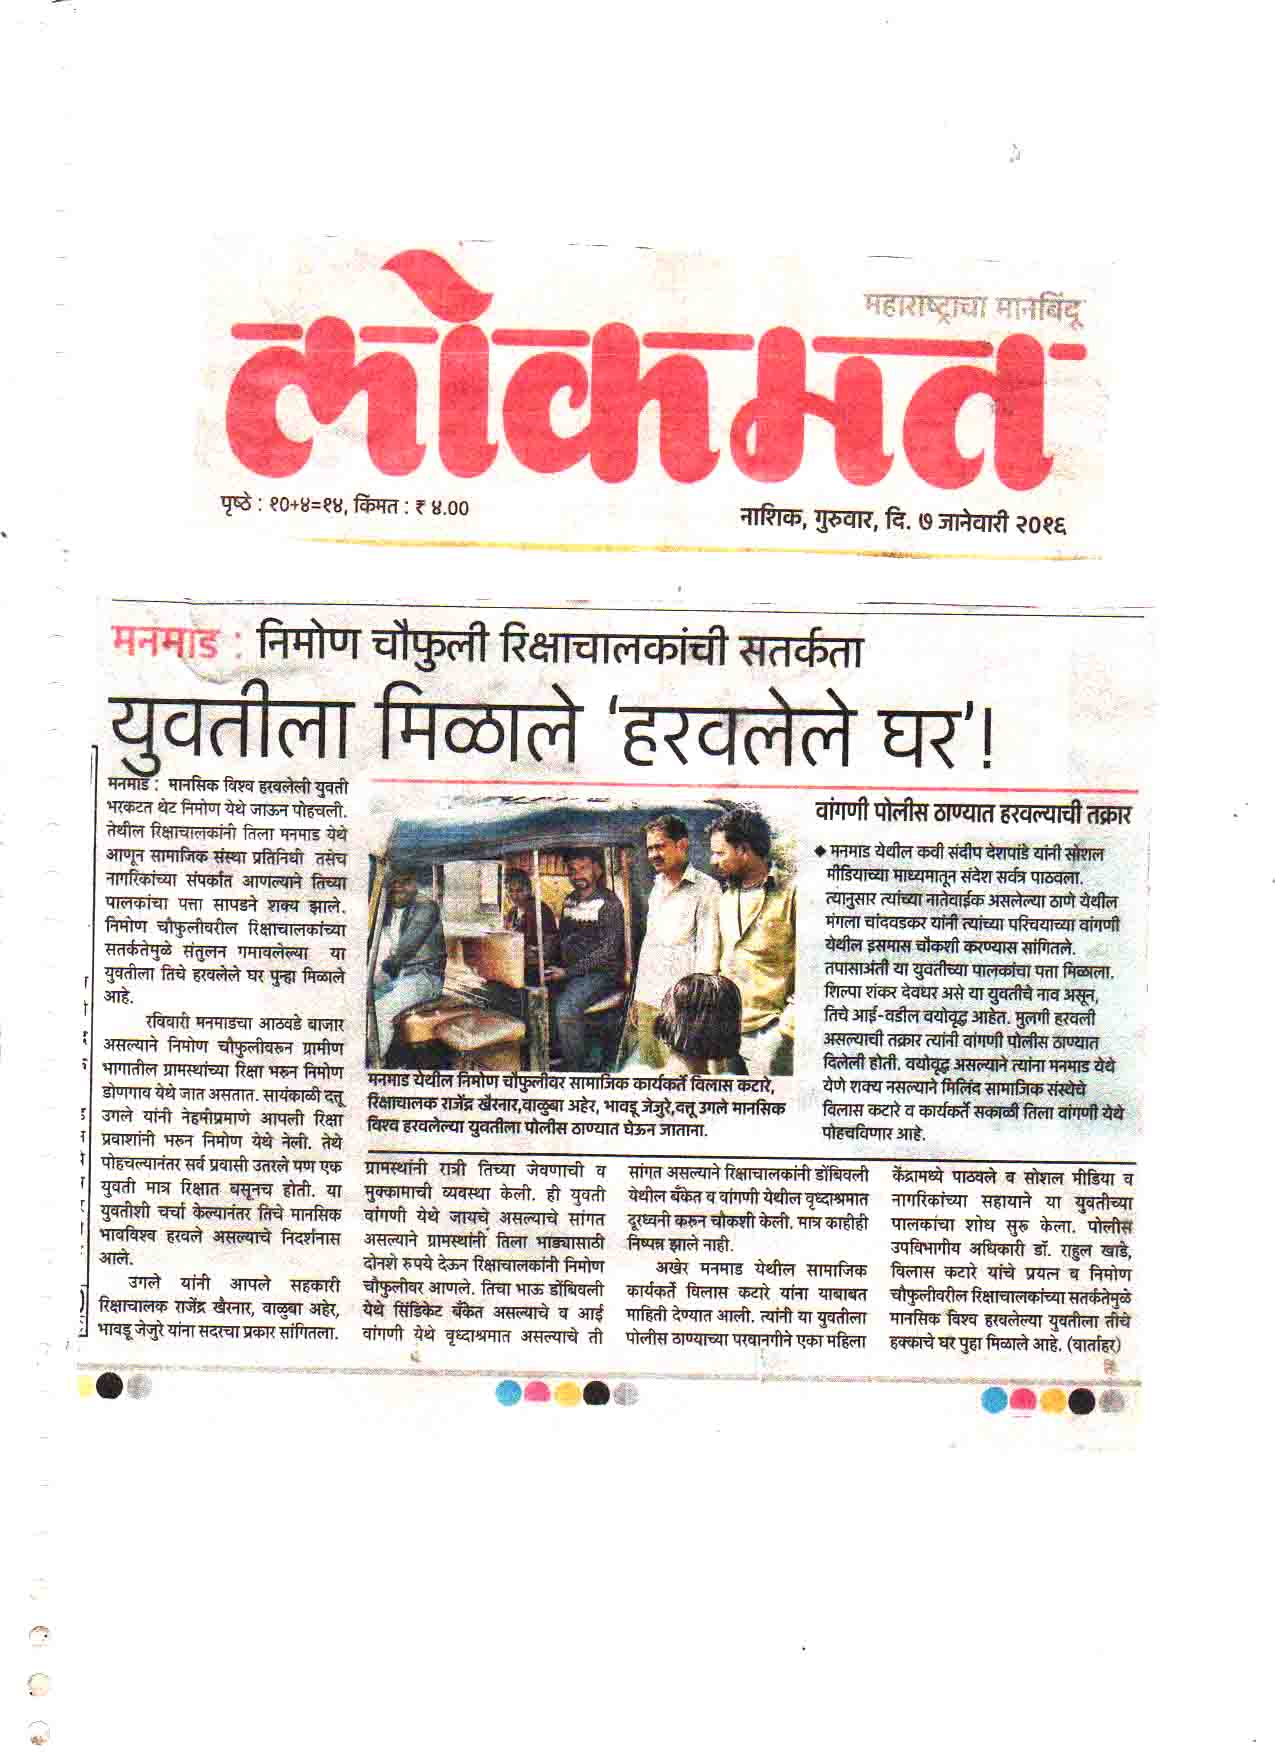 महाराष्ट्राचा मानबिंदू
लोकमत
पृष्ठे : १०+४=१४, किंमत : ₹ ४.००
नाशिक, गुरुवार, दि. ७ जानेवारी २०१६
मनमाड : निमोण चौफुली रिक्षाचालकांची सतर्कता
युवतीला मिळाले ‘हरवलेले घर’!
मनमाड : मानसिक विश्व हरवलेली युवती
भरकटत थेट निमोण येथे जाऊन पोहचली.
तेथील रिक्षाचालकांनी तिला मनमाड येथे
आणून सामाजिक संस्था प्रतिनिधी तसेच
नागरिकांच्या संपर्कात आणल्याने तिच्या
पालकांचा पत्ता सापडने शक्य झाले.
निमोण चौफुलीवरील रिक्षाचालकांच्या
सतर्कतेमुळे संतुलन गमावलेल्या या
युवतीला तिचे हरवलेले घर पुन्हा मिळाले
आहे.
रविवारी मनमाडचा आठवडे बाजार
असल्याने निमोण चौफुलीवरून ग्रामीण
भागातील ग्रामस्थांच्या रिक्षा भरून निमोण
डोणगाव येथे जात असतात. सायंकाळी दत्तू
उगले यांनी नेहमीप्रमाणे आपली रिक्षा
प्रवाशांनी भरून निमोण येथे नेली. तेथे
पोहचल्यानंतर सर्व प्रवासी उतरले पण एक
युवती मात्र रिक्षात बसूनच होती. या
युवतीशी चर्चा केल्यानंतर तिचे मानसिक
भावविश्व हरवले असल्याचे निदर्शनास
आले.
उगले यांनी आपले सहकारी
रिक्षाचालक राजेंद्र खैरनार, वाळुबा अहेर,
भावडू जेजुरे यांना सदरचा प्रकार सांगितला.
मनमाड येथील निमोण चौफुलीवर सामाजिक कार्यकर्ते विलास कटारे,
रिक्षाचालक राजेंद्र खैरनार,वाळुबा अहेर, भावडू जेजुरे,दत्तू उगले मानसिक
विश्व हरवलेल्या युवतीला पोलीस ठाण्यात घेऊन जाताना.
वांगणी पोलीस ठाण्यात हरवल्याची तक्रार
◆ मनमाड येथील कवी संदीप देशपांडे यांनी सोशल
मीडियाच्या माध्यमातून संदेश सर्वत्र पाठवला.
त्यानुसार त्यांच्या नातेवाईक असलेल्या ठाणे येथील
मंगला चांदवडकर यांनी त्यांच्या परिचयाच्या वांगणी
येथील इसमास चौकशी करण्यास सांगितले.
तपासाअंती या युवतीच्या पालकांचा पत्ता मिळाला.
शिल्पा शंकर देवधर असे या युवतीचे नाव असून,
तिचे आई-वडील वयोवृद्ध आहेत. मुलगी हरवली
असल्याची तक्रार त्यांनी वांगणी पोलीस ठाण्यात
दिलेली होती. वयोवृद्ध असल्याने त्यांना मनमाड येथे
येणे शक्य नसल्याने मिलिंद सामाजिक संस्थेचे
विलास कटारे व कार्यकर्ते सकाळी तिला वांगणी येथे
पोहचविणार आहे.
ग्रामस्थांनी रात्री तिच्या जेवणाची व
मुक्कामाची व्यवस्था केली. ही युवती
वांगणी येथे जायचे असल्याचे सांगत
असल्याने ग्रामस्थांनी तिला भाड्यासाठी
दोनशे रुपये देऊन रिक्षाचालकांनी निमोण
चौफुलीवर आणले. तिचा भाऊ डोंबिवली
येथे सिंडिकेट बँकेत असल्याचे व आई
वांगणी येथे वृध्दाश्रमात असल्याचे ती
सांगत असल्याने रिक्षाचालकांनी डोंबिवली
येथील बँकेत व वांगणी येथील वृध्दाश्रमात
दूरध्वनी करून चौकशी केली. मात्र काहीही
निष्पन्न झाले नाही.
अखेर मनमाड येथील सामाजिक
कार्यकर्ते विलास कटारे यांना याबाबत
माहिती देण्यात आली. त्यांनी या युवतीला
पोलीस ठाण्याच्या परवानगीने एका महिला
केंद्रामध्ये पाठवले व सोशल मीडिया व
नागरिकांच्या सहायाने या युवतीच्या
पालकांचा शोध सुरू केला. पोलीस
उपविभागीय अधिकारी डॉ. राहुल खाडे,
विलास कटारे यांचे प्रयत्न व निमोण
चौफुलीवरील रिक्षाचालकांच्या सतर्कतेमुळे
मानसिक विश्व हरवलेल्या युवतीला तीचे
हक्काचे घर पुहा मिळाले आहे. (वार्ताहर)